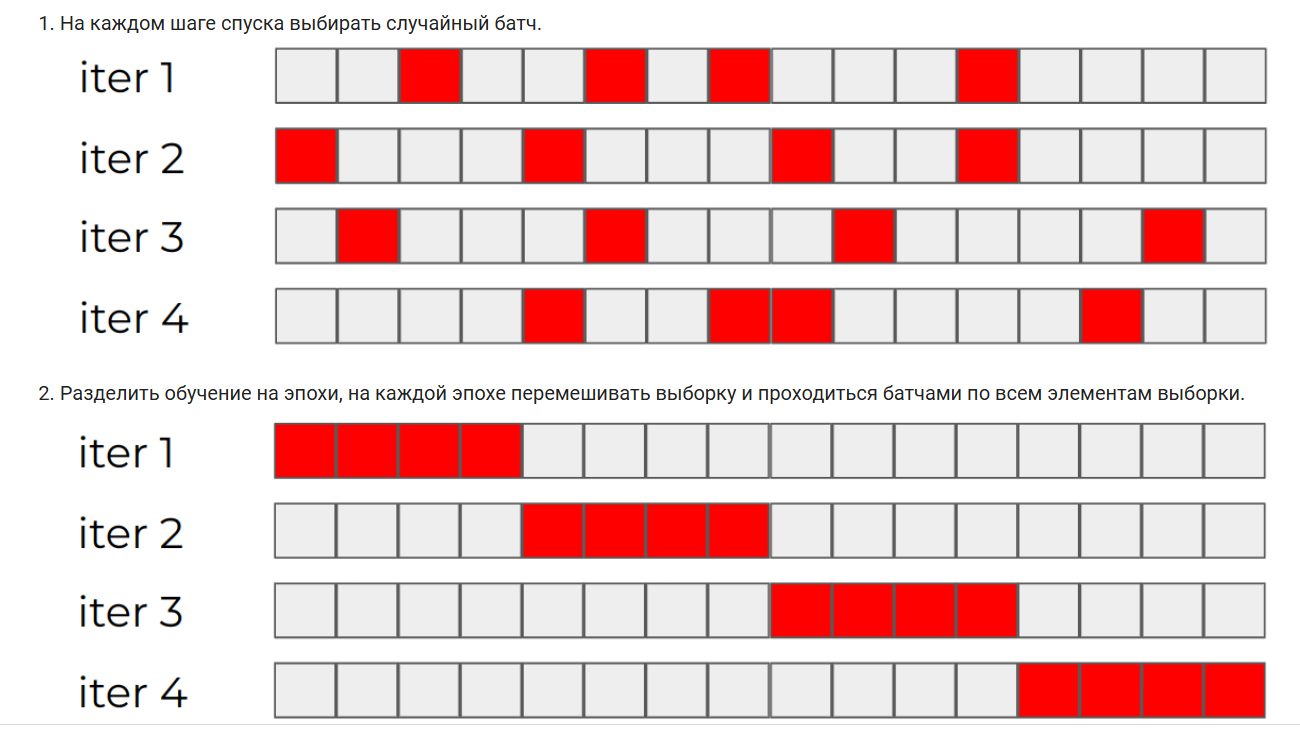 1. На каждом шаге спуска выбирать случайный батч.
iter 1
iter 2
iter 3
iter 4
2. Разделить обучение на эпохи, на каждой эпохе перемешивать выборку и проходиться батчами по всем элементам выборки.
iter 1
iter 2
iter 3
iter 4